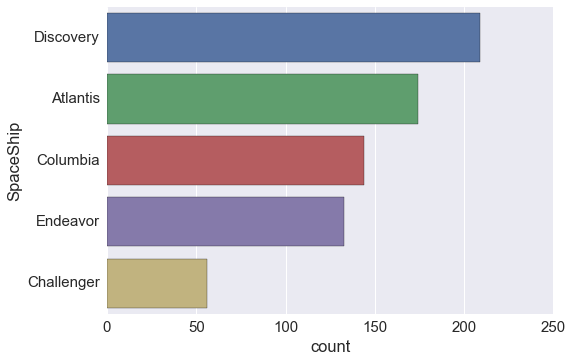 SpaceShip
Discovery
Atlantis
Columbia
Endeavor
Challenger
0 50 100 150 200 250
count